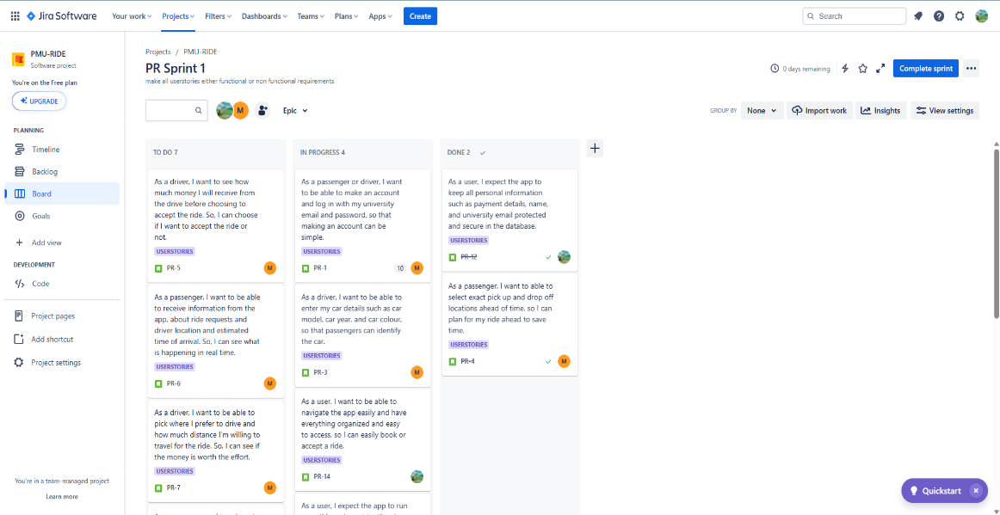 Jira Software
Your work
Projects
Filters
Dashboards
Teams
Plans
Apps
Create
Search
PMU-RIDE
Software project
You're on the Free plan
UPGRADE
PLANNING
Timeline
Backlog
Board
Goals
Add view
DEVELOPMENT
Code
Project pages
Add shortcut
Project settings
You're in a team-managed project
Learn more
Projects / PMU-RIDE
PR Sprint 1
make all userstories either functional or non functional requirements
0 days remaining
Complete sprint
M
Epic
GROUP BY
None
Import work
Insights
View settings
TO DO 7
As a driver, I want to see how
much money I will receive from
the drive before choosing to
accept the ride. So, I can choose
if I want to accept the ride or
not.
USERSTORIES
PR-5
M
As a passenger, I want to be able
to receive information from the
app, about ride requests and
driver location and estimated
time of arrival. So, I can see what
is happening in real time.
USERSTORIES
PR-6
M
As a driver, I want to be able to
pick where I prefer to drive and
how much distance I'm willing to
travel for the ride. So, I can see if
the money is worth the effort.
USERSTORIES
PR-7
M
IN PROGRESS 4
As a passenger or driver, I want
to be able to make an account
and log in with my university
email and password, so that
making an account can be
simple.
USERSTORIES
PR-1
10
M
As a driver, I want to be able to
enter my car details such as car
model, car year, and car colour,
so that passengers can identify
the car.
USERSTORIES
PR-3
M
As a user, I want to be able to
navigate the app easily and have
everything organized and easy
to access, so I can easily book or
accept a ride.
USERSTORIES
PR-14
As a user, I expect the app to run
DONE 2
As a user, I expect the app to
keep all personal information
such as payment details, name,
and university email protected
and secure in the database.
USERSTORIES
PR-12
As a passenger, I want to able to
select exact pick up and drop off
locations ahead of time, so I can
plan for my ride ahead to save
time.
USERSTORIES
PR-4
M
Quickstart